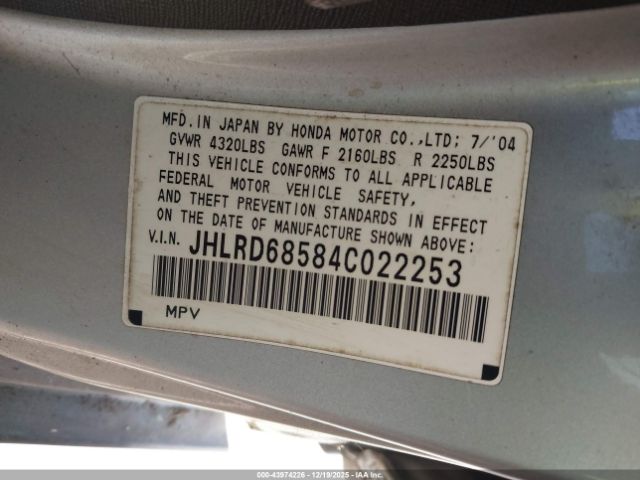 MFD. IN JAPAN BY HONDA MOTOR CO.,LTD; 7/'04
GVWR 4320LBS GAWR F 2160LBS R 2250LBS
THIS VEHICLE CONFORMS TO ALL APPLICABLE
FEDERAL MOTOR VEHICLE SAFETY,
AND THEFT PREVENTION STANDARDS IN EFFECT
ON THE DATE OF MANUFACTURE SHOWN ABOVE:
V.I.N. JHLRD68584C022253
MPV
000-43974226 - 12/19/2025 - IAAI.COM